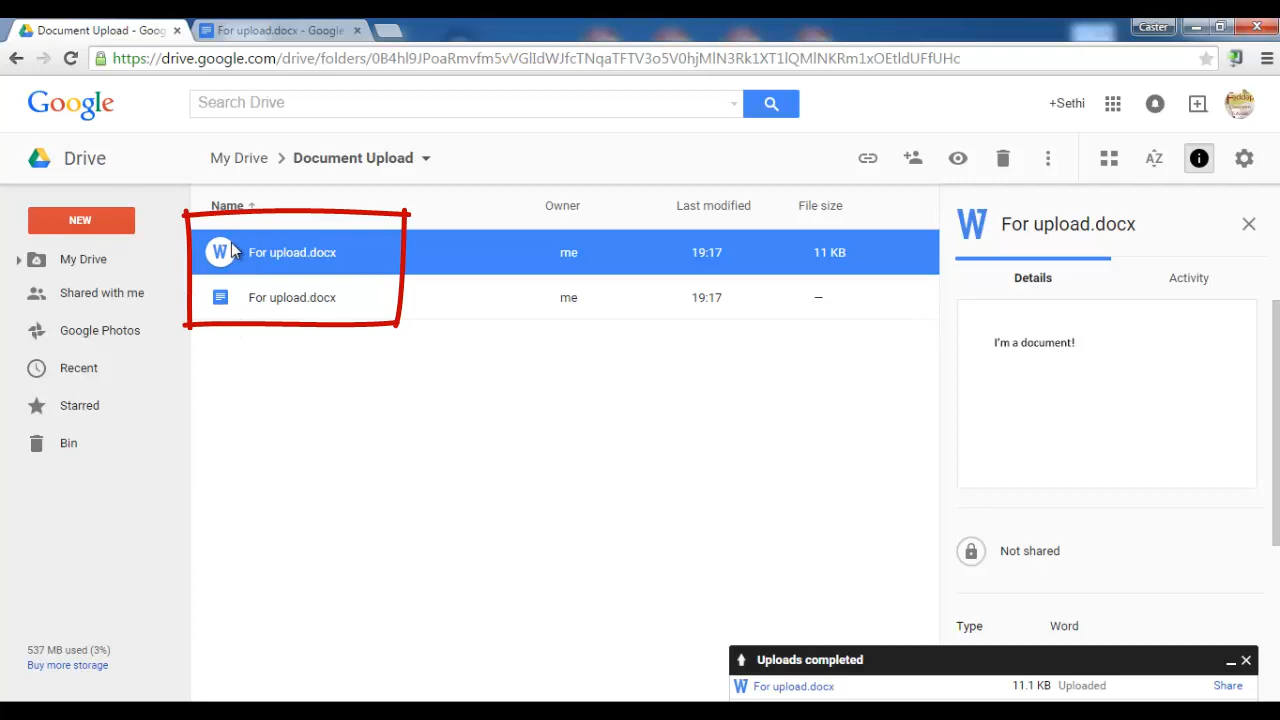 Document Upload - Goog
For upload.docx - Google
Caster
https://drive.google.com/drive/folders/0B4hl9JPoaRmvfm5vVGlIdWJfcTNqaTFTV3o5V0hjMlN3Rk1XT1lQMlNKRm1xOEtldUFfUHc
Google
Search Drive
+Sethi
Drive
My Drive > Document Upload
AZ
NEW
My Drive
Shared with me
Google Photos
Recent
Starred
Bin
537 MB used (3%)
Buy more storage
Name Owner Last modified File size
W For upload.docx me 19:17 11 KB
For upload.docx me 19:17 —
W For upload.docx
Details Activity
I'm a document!
Not shared
Type Word
Uploads completed
W For upload.docx 11.1 KB Uploaded Share